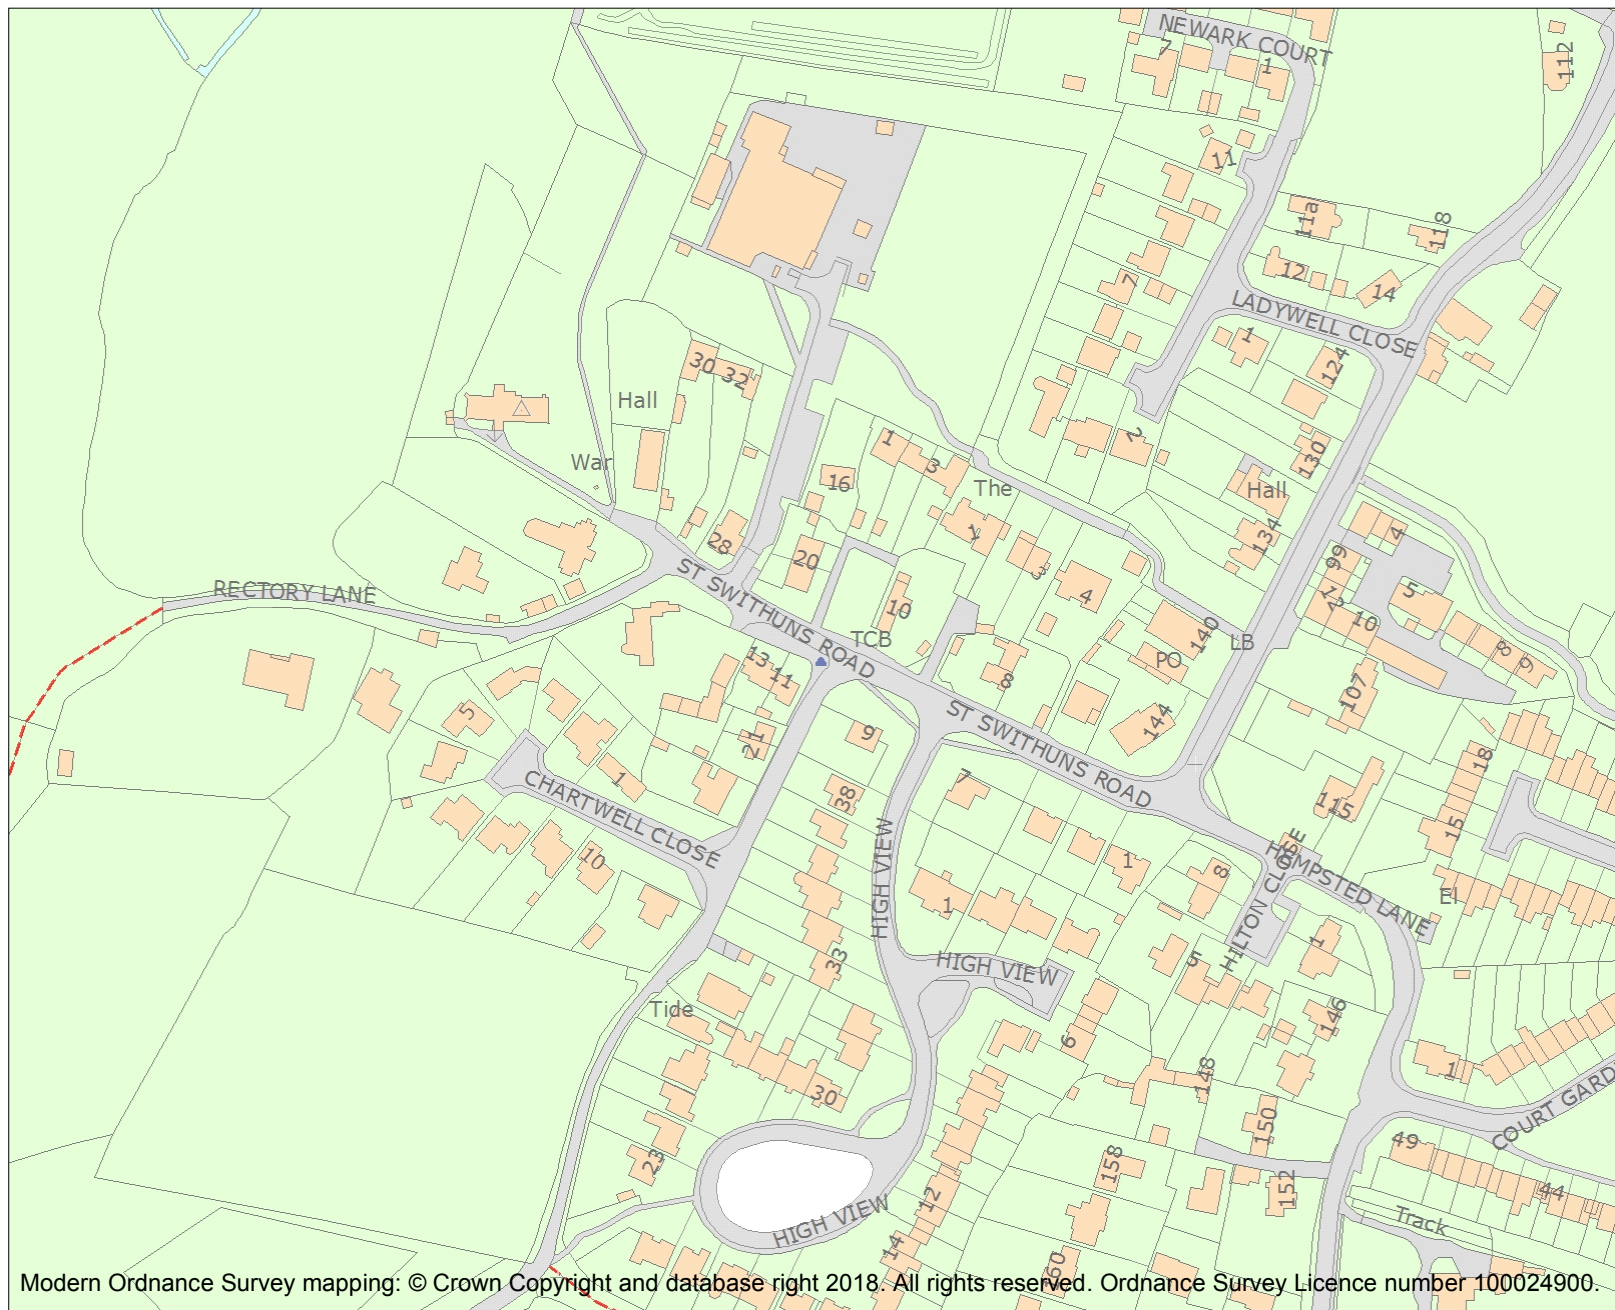 NEWARK COURT
7
1
112
11
11a
118
12
7
14
LADYWELL CLOSE
1
124
30
32
Hall
1
3
2
130
War
16
The
Hall
28
20
1
3
134
4
99
ST SWITHUNS ROAD
RECTORY LANE
10
4
5
12
10
TCB
140
LB
PO
8
9
13
11
8
107
5
21
9
ST SWITHUNS ROAD
144
18
1
38
7
115
15
CHARTWELL CLOSE
10
HIGH VIEW
1
1
8
HEMPSTED LANE
HILTON CLOSE
El
33
HIGH VIEW
5
1
Tide
6
146
30
148
1
150
COURT GARD
49
23
158
152
44
12
HIGH VIEW
14
Track
160
Modern Ordnance Survey mapping: © Crown Copyright and database right 2018. All rights reserved. Ordnance Survey Licence number 100024900.